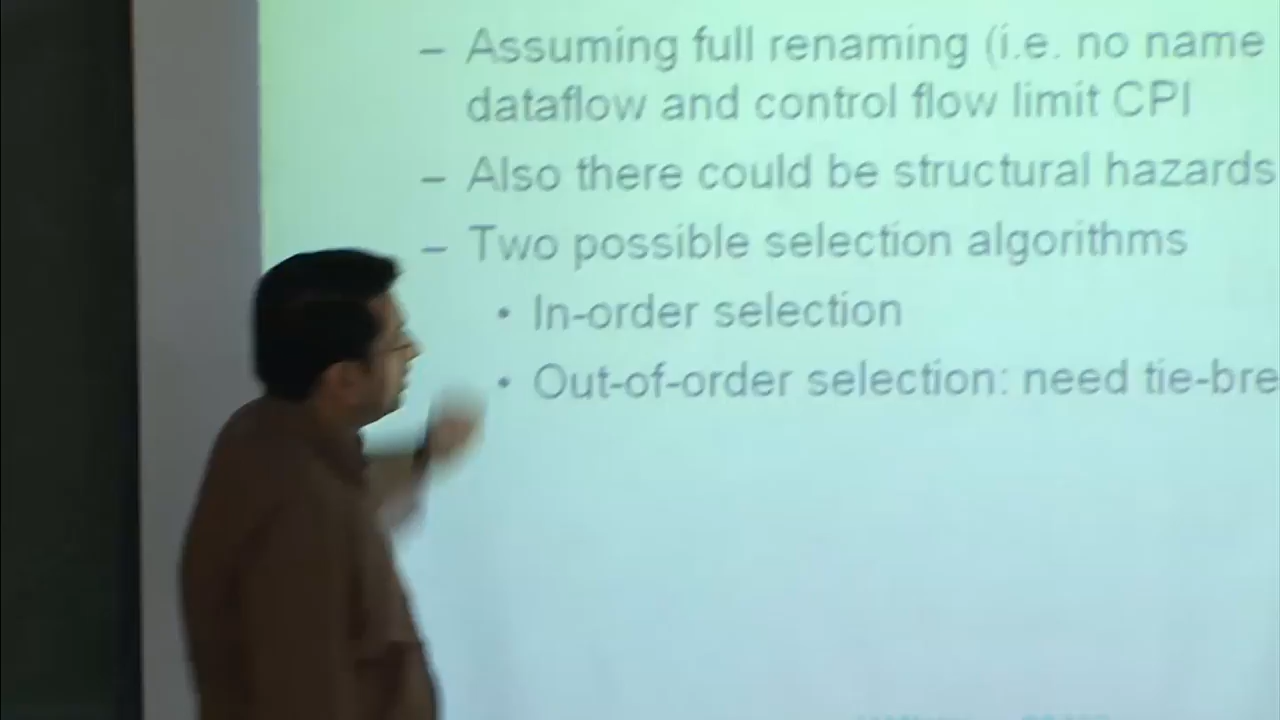 – Assuming full renaming (i.e. no name
dataflow and control flow limit CPI
– Also there could be structural hazards
– Two possible selection algorithms
• In-order selection
• Out-of-order selection: need tie-bre